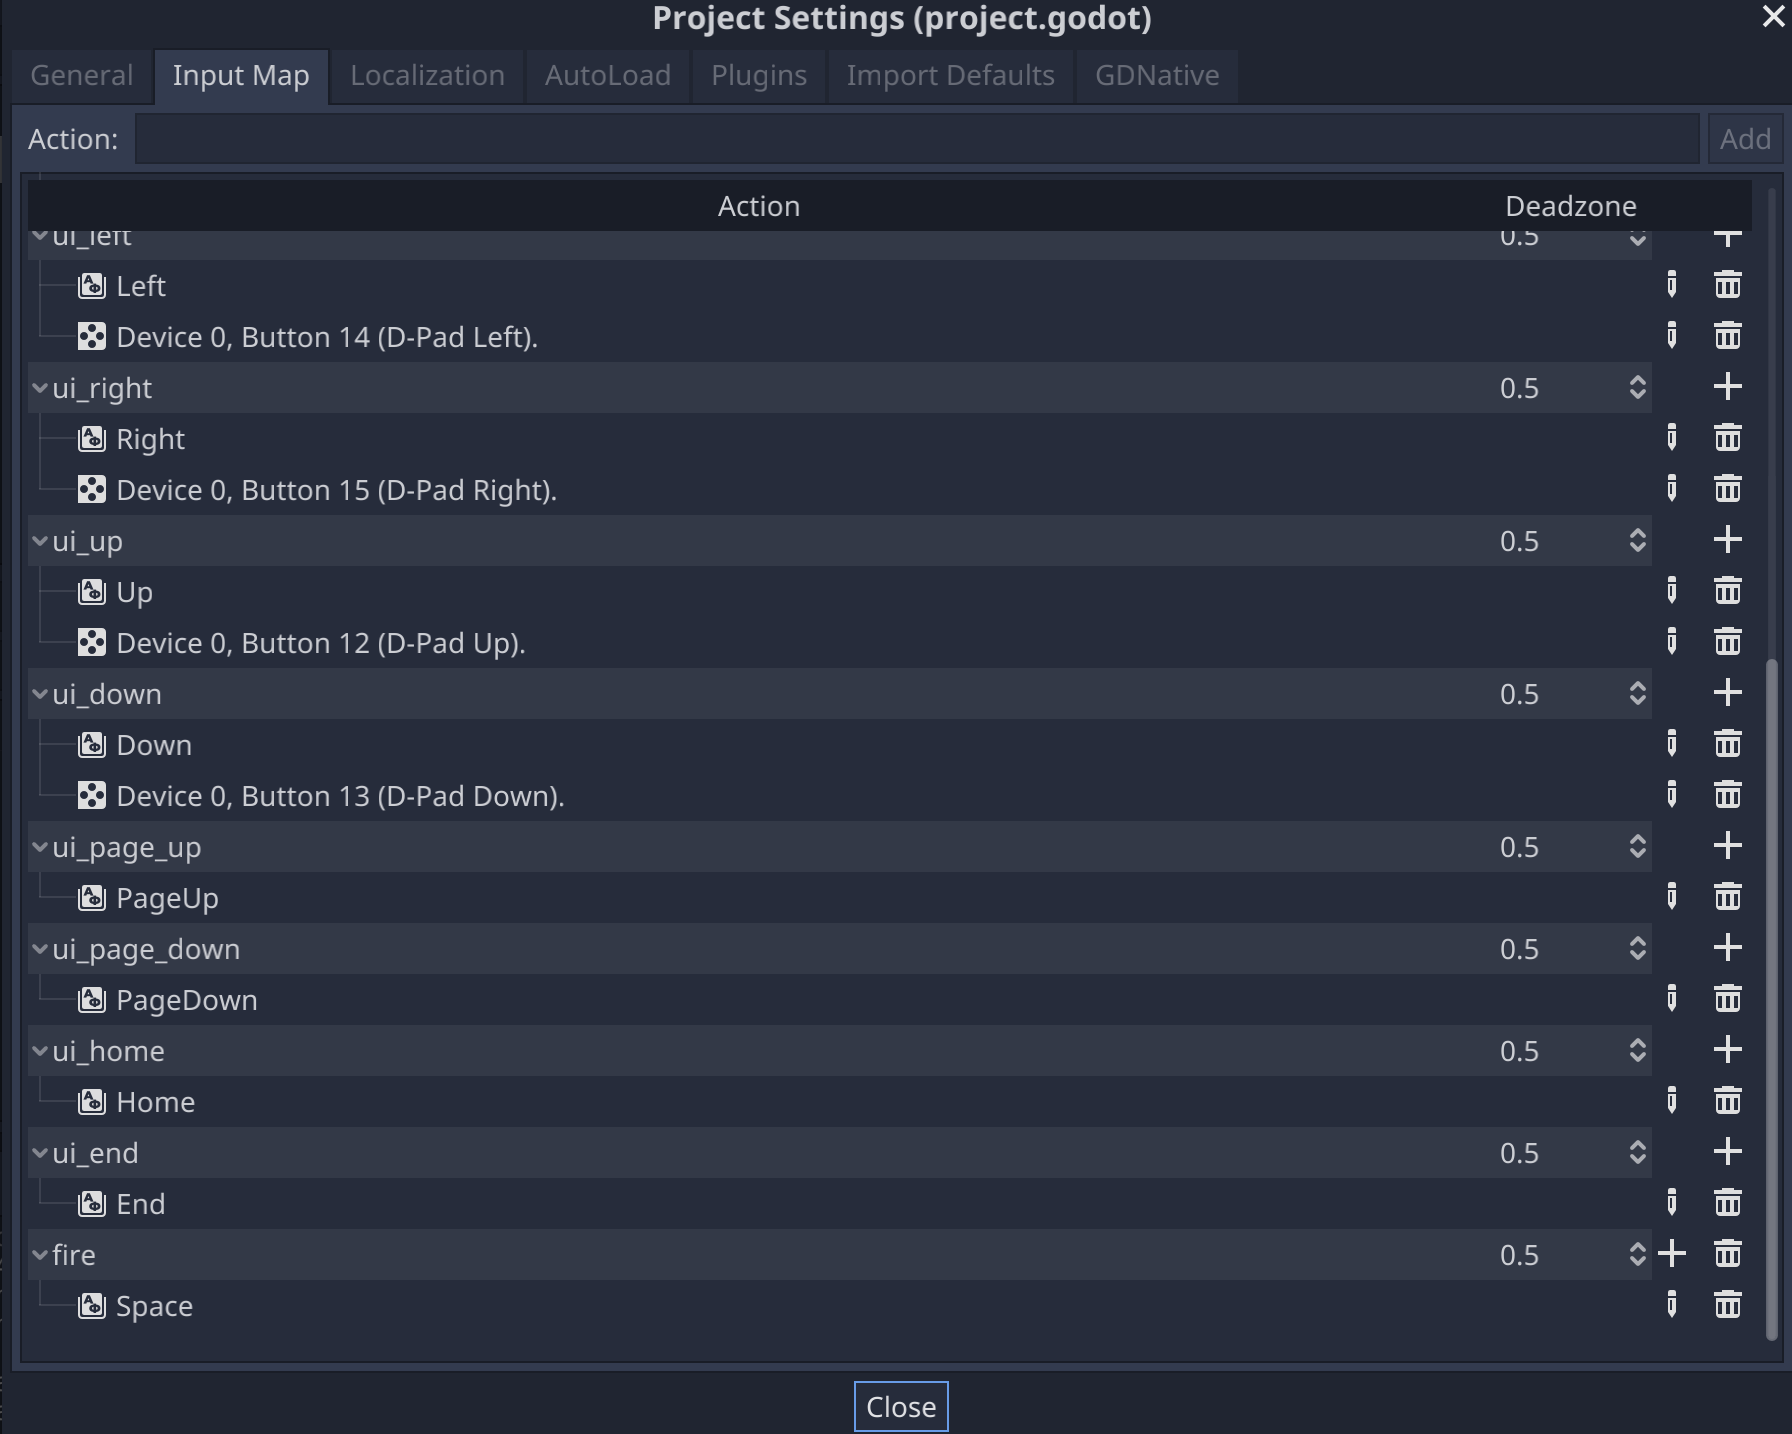 Project Settings (project.godot)
General Input Map Localization AutoLoad Plugins Import Defaults GDNative
Action: Add
Action Deadzone
ui_left 0.5
Left
Device 0, Button 14 (D-Pad Left).
ui_right 0.5
Right
Device 0, Button 15 (D-Pad Right).
ui_up 0.5
Up
Device 0, Button 12 (D-Pad Up).
ui_down 0.5
Down
Device 0, Button 13 (D-Pad Down).
ui_page_up 0.5
PageUp
ui_page_down 0.5
PageDown
ui_home 0.5
Home
ui_end 0.5
End
fire 0.5
Space
Close